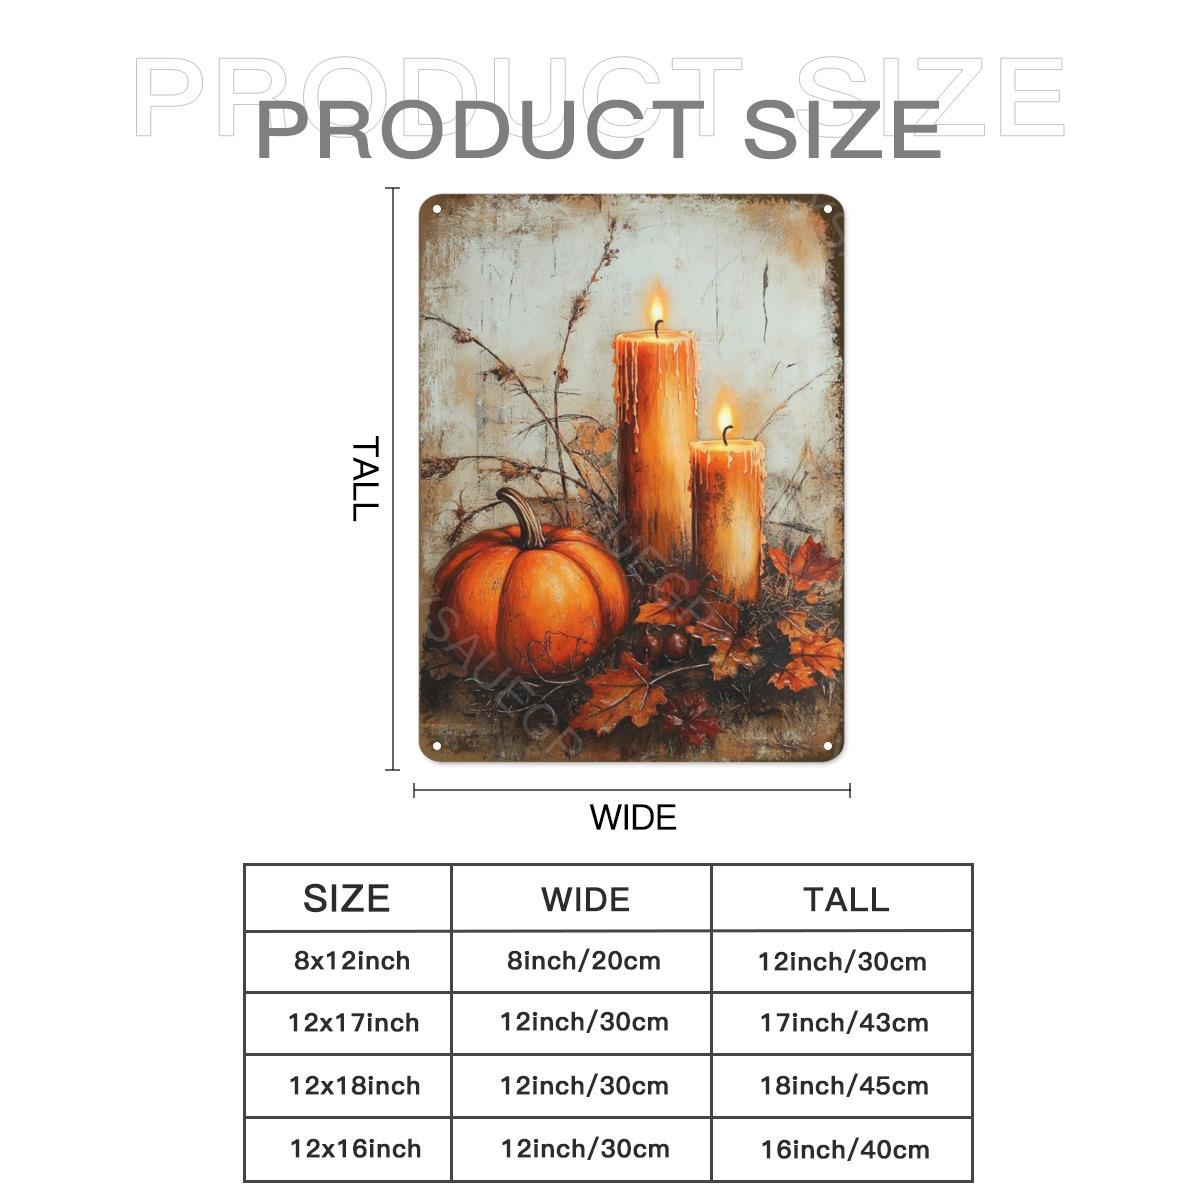 PRODUCT SIZE
PRODUCT SIZE
TALL
WIDE
SIZE WIDE TALL
8x12inch 8inch/20cm 12inch/30cm
12x17inch 12inch/30cm 17inch/43cm
12x18inch 12inch/30cm 18inch/45cm
12x16inch 12inch/30cm 16inch/40cm